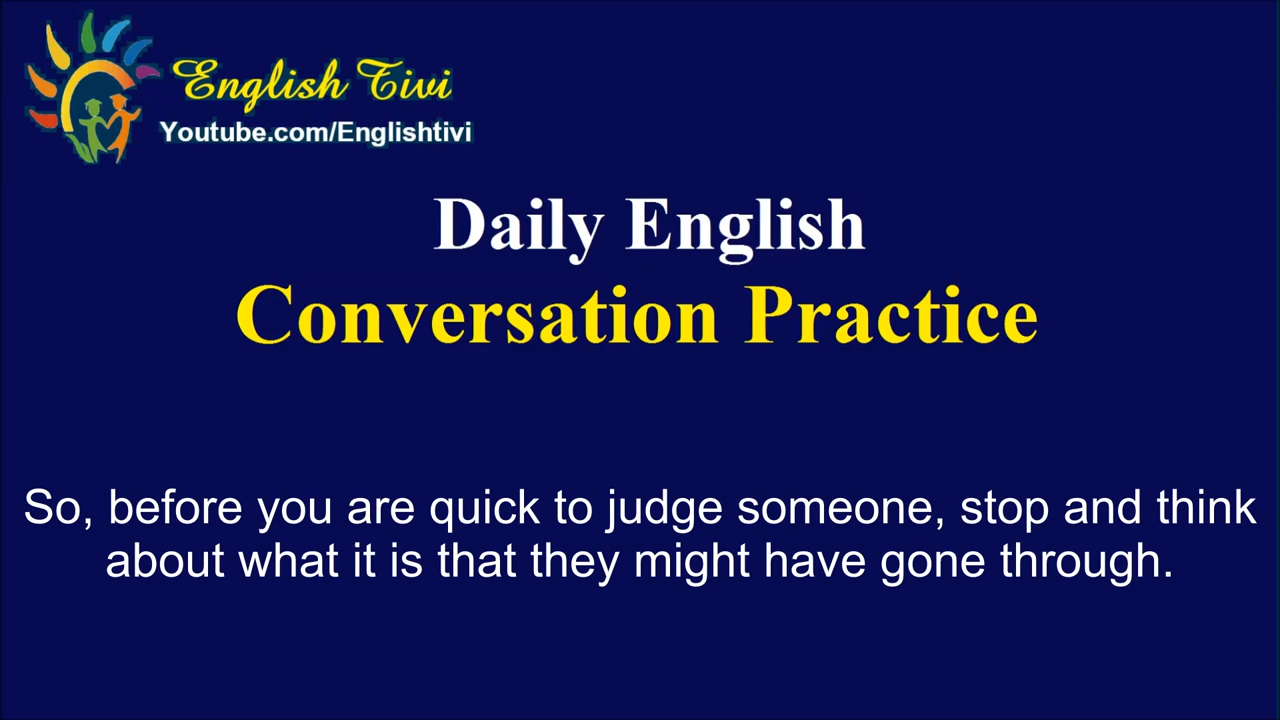 English Tivi
Youtube.com/Englishtivi
Daily English
Conversation Practice
So, before you are quick to judge someone, stop and think
about what it is that they might have gone through.